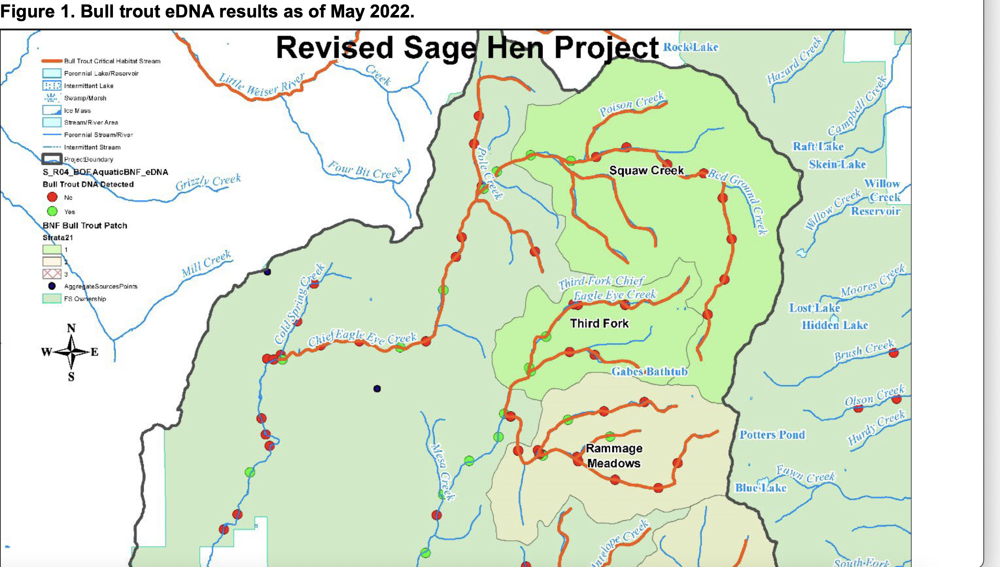 Figure 1. Bull trout eDNA results as of May 2022.
Revised Sage Hen Project
Bull Trout Critical Habitat Stream
Perennial Lake/Reservoir
Intermittent Lake
Swamp/Marsh
Ice Mass
Stream/River Area
Perennial Stream/River
Intermittent Stream
ProjectBoundary
S_R04_BOF.AquaticBNF_eDNA
Bull Trout DNA Detected
No
Yes
BNF Bull Trout Patch
Strata21
1
2
3
AggregateSourcesPoints
FS Ownership
N
W E
S
Little Weiser River
Creek
Rock Lake
Hazard Creek
Campbell Creek
Poison Creek
Raft Lake
Skein Lake
Pole Creek
Squaw Creek
Bed Ground Creek
Four Bit Creek
Grizzly Creek
Willow
Creek
Reservoir
Willow Creek
Mill Creek
Cold Spring Creek
Third Fork Chief
Eagle Eye Creek
Moores Creek
Lost Lake
Hidden Lake
Third Fork
Chief Eagle Eye Creek
Brush Creek
Gabes Bathtub
Olson Creek
Hurdy Creek
Potters Pond
Mesa Creek
Rammage
Meadows
Fawn Creek
Blue Lake
Antelope Creek
South Fork